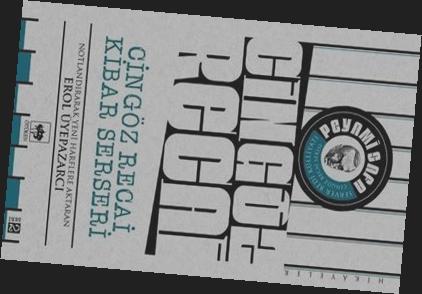 HİKÂYELER
PEYAMİ SAFA
CİNGÖZ
RECAİ
CİNGÖZ RECAİ
KİBAR SERSERİ
NOTLANDIRARAK YENİ HARFLERE AKTARAN
EROL ÜYEPAZARCI
ÖTÜKEN